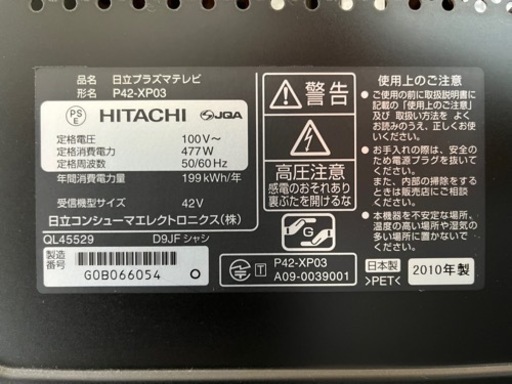 PS
E
品名 日立プラズマテレビ
形名 P42-XP03
HITACHI JQA
定格電圧 100V～
定格消費電力 477W
定格周波数 50/60Hz
年間消費電力量 199kWh/年
受信機型サイズ 42V
日立コンシューマエレクトロニクス(株)
QL45529 D9JFシャシ
製造
番号
G0B066054 O
警告
高圧注意
感電のおそれあり
裏ぶたを開けるな
G
T P42-XP03
A09-0039001
使用上のご注意
●ご使用の前に取扱説明書に
記載の「安全上のご注意」
及び 取扱い方法を よくお
読みのうえ、正しくお使い
ください。
●お手入れの際は、安全の
ため電源プラグを抜いて
また、内部の掃除をする
ときは販売店にご相談
ください。
●本機器を不安定な場所、
温度の高い場所、湿気の
多い場所に置かないで
ください。
日本製
>PET<
2010年製